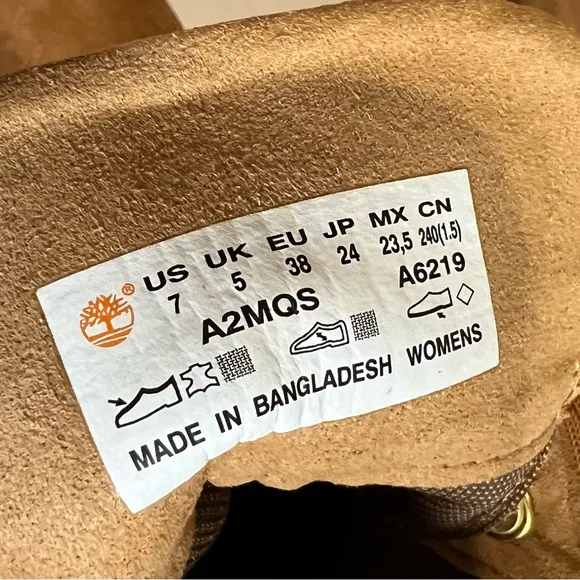 US UK EU JP MX CN
7 5 38 24 23,5 240(1.5)
A2MQS A6219
MADE IN BANGLADESH WOMENS
®